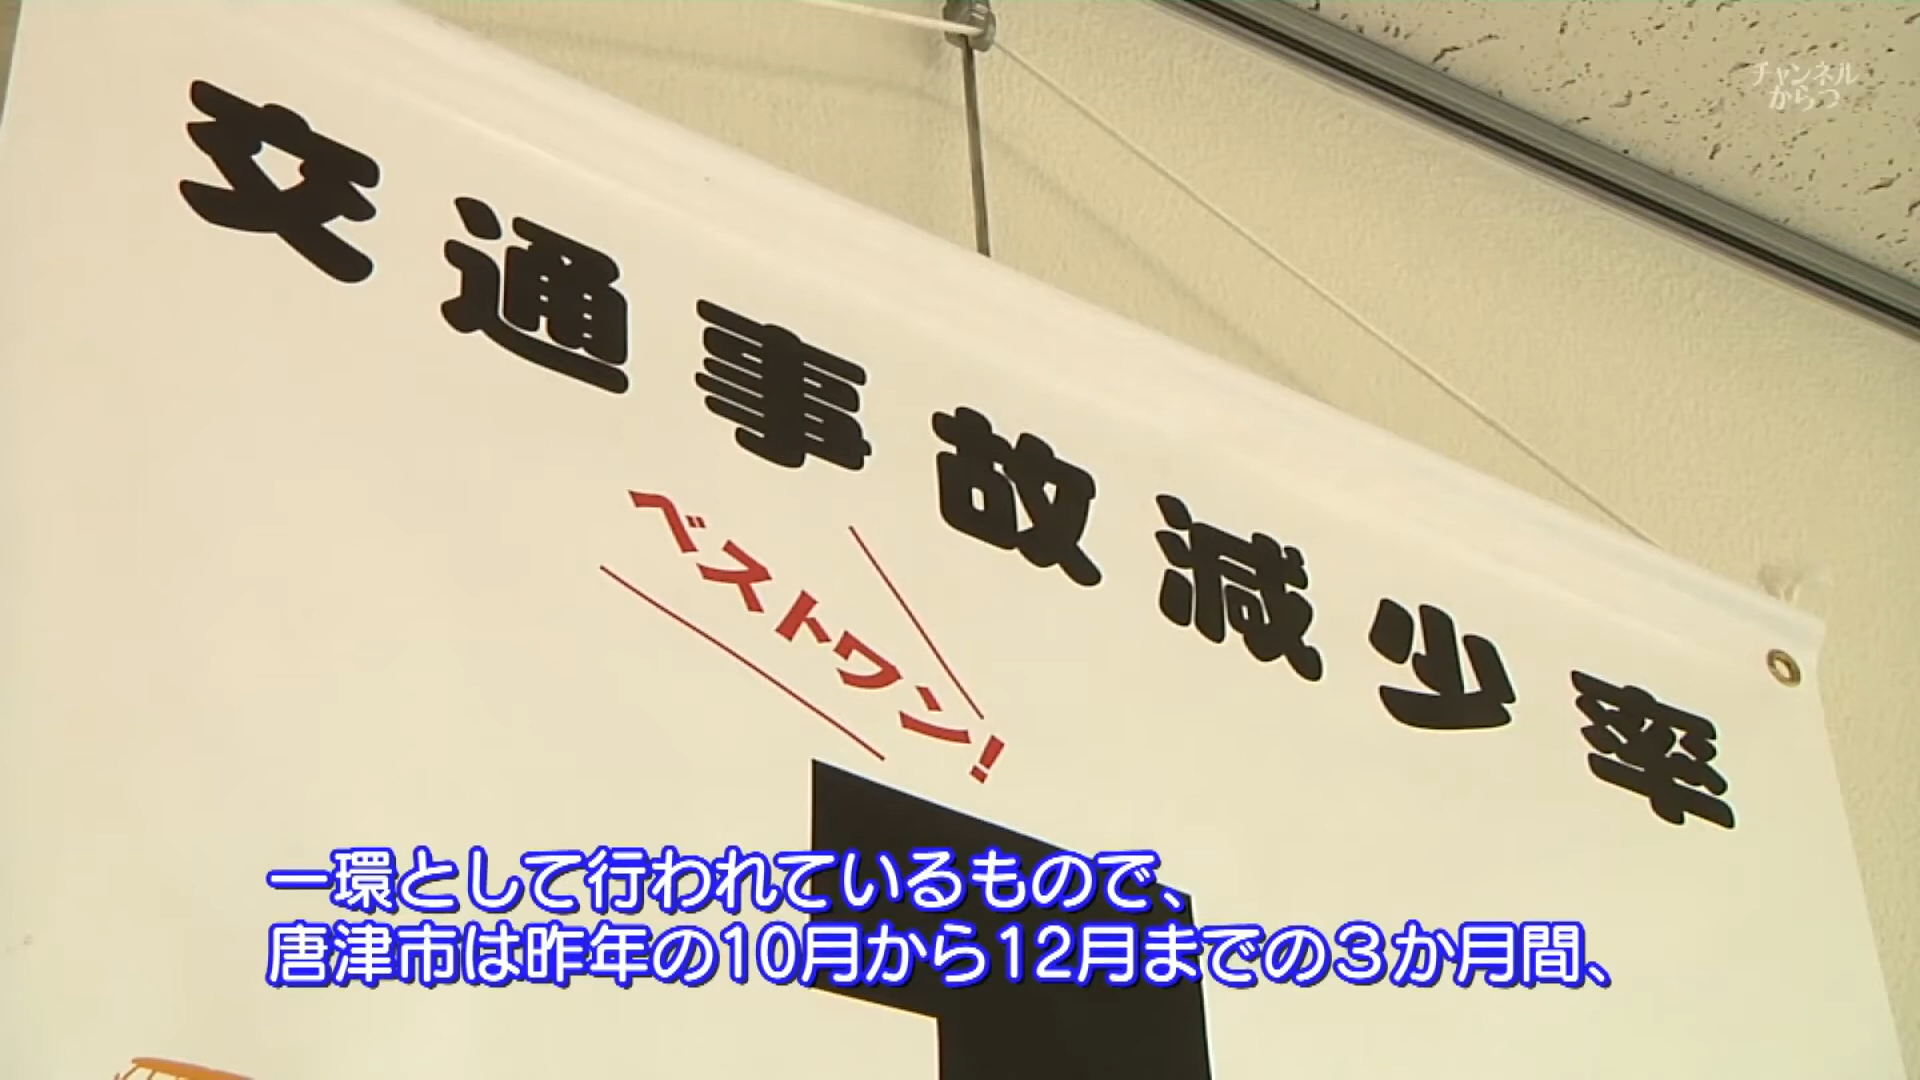 チャンネル
からつ
交通事故減少率
ベストワン!
一環として行われているもので、
唐津市は昨年の10月から12月までの３か月間、